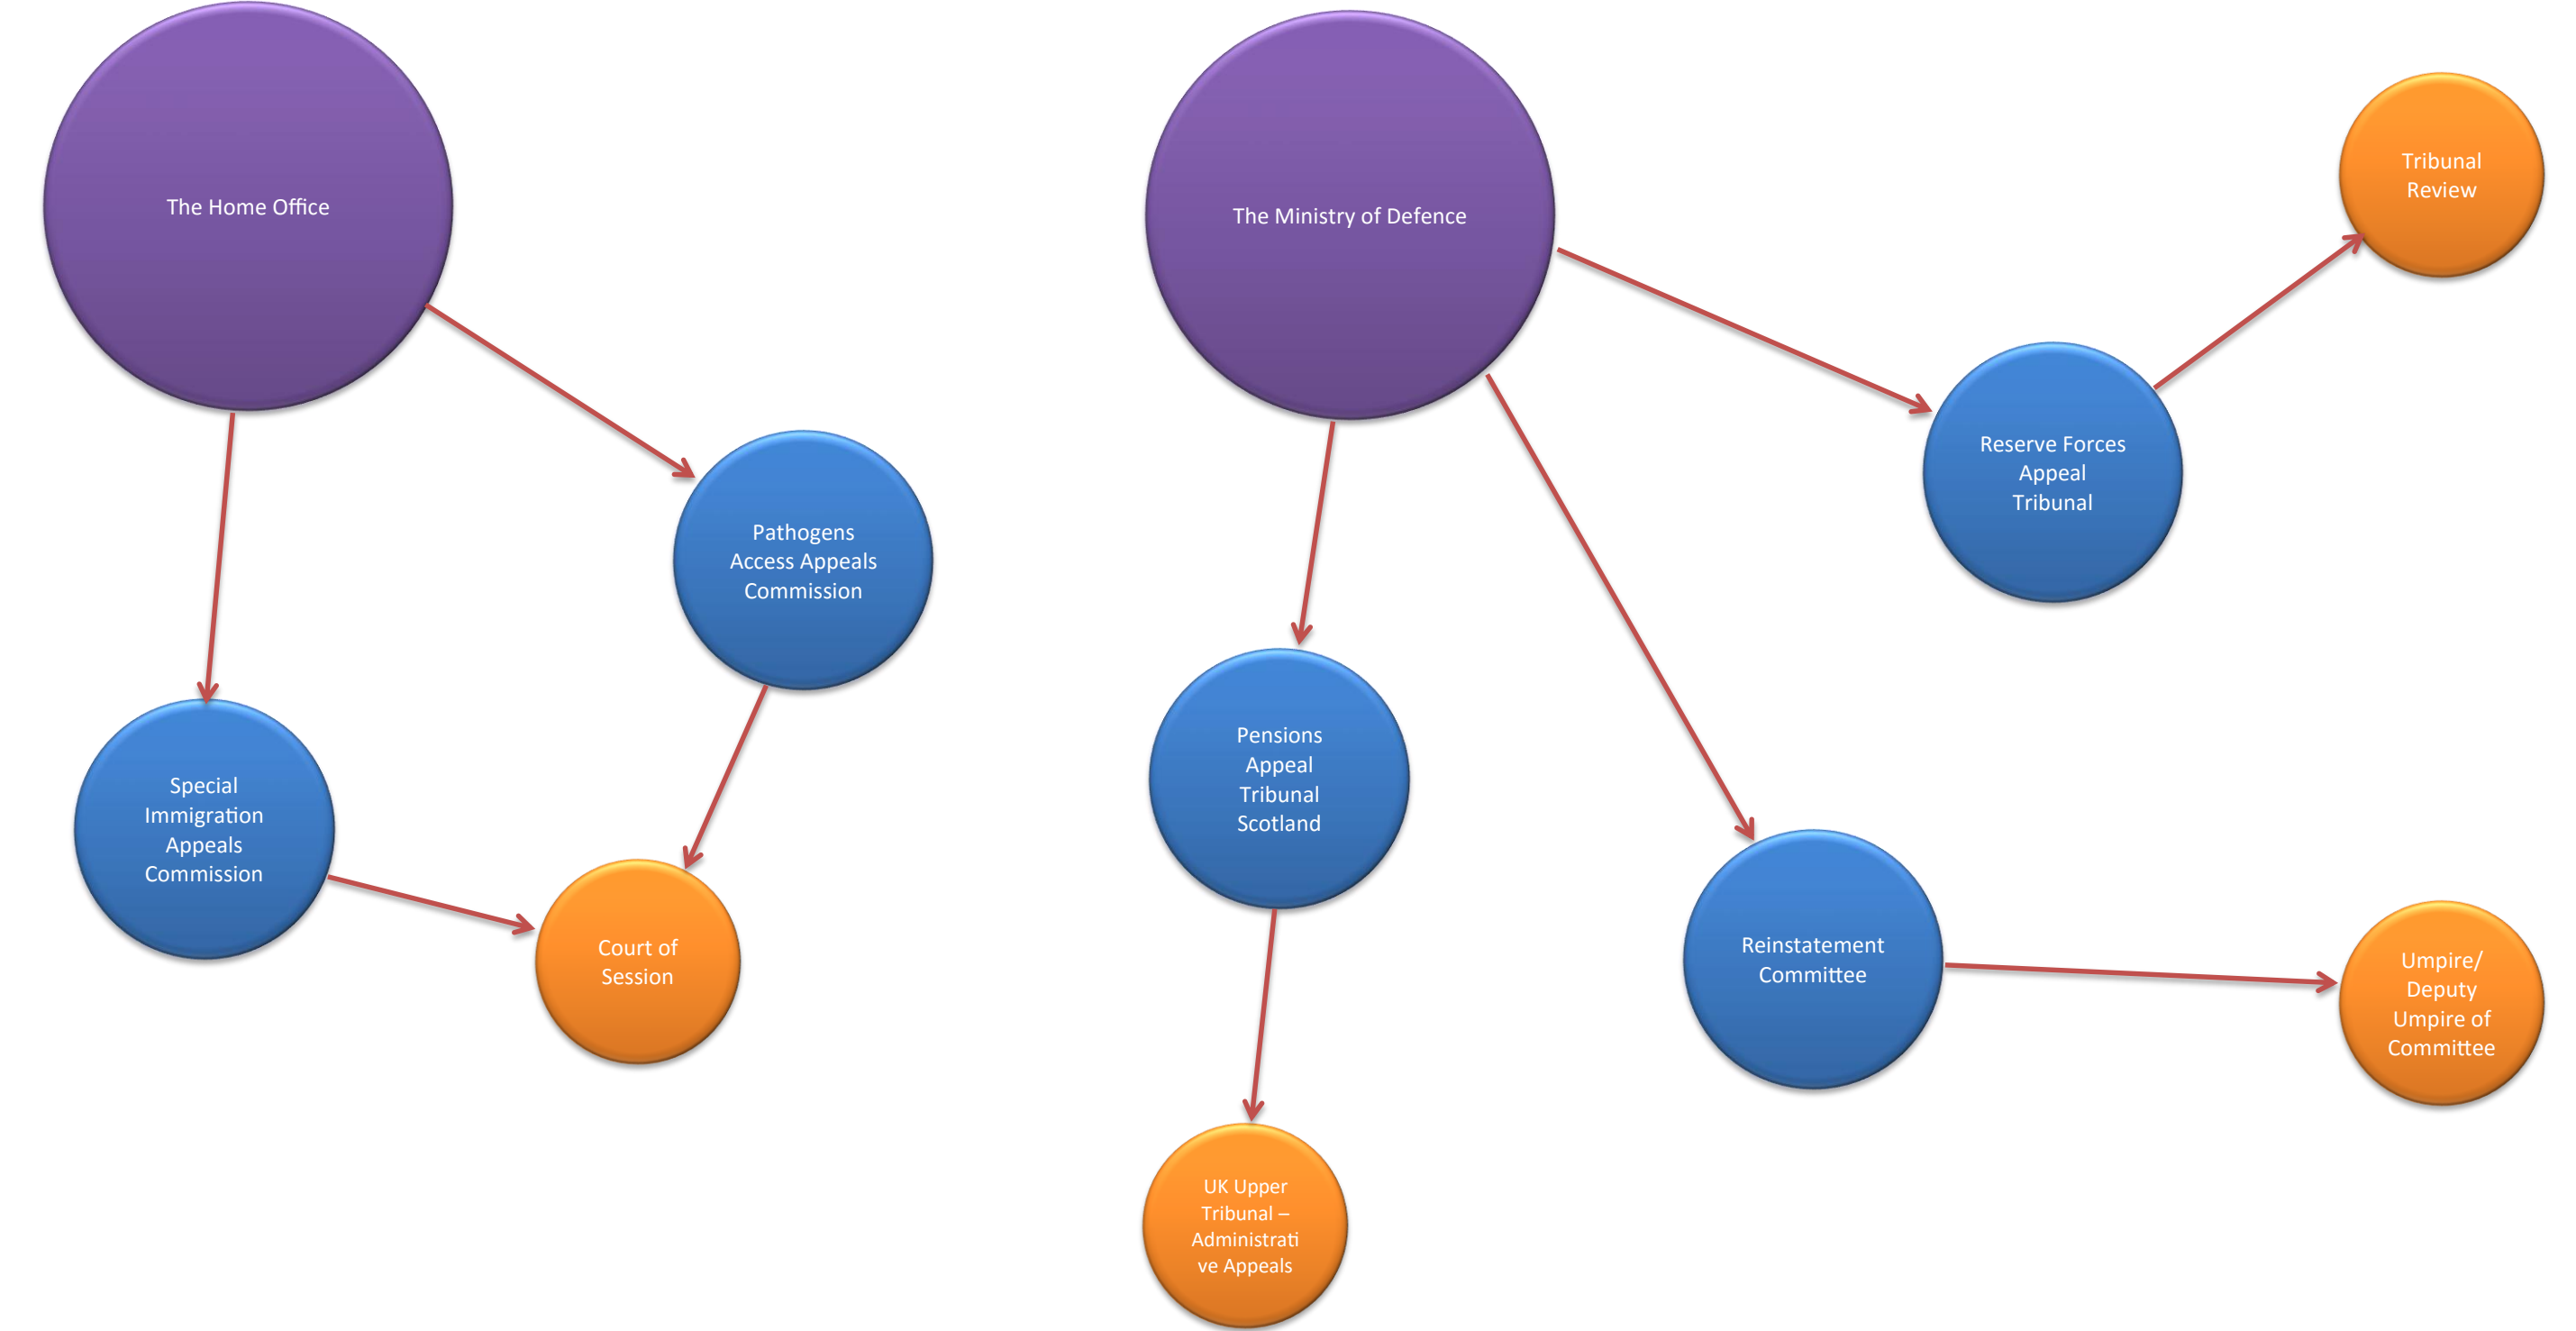 The Home Office
Pathogens
Access Appeals
Commission
Special
Immigration
Appeals
Commission
Court of
Session
The Ministry of Defence
Tribunal
Review
Reserve Forces
Appeal
Tribunal
Pensions
Appeal
Tribunal
Scotland
Reinstatement
Committee
Umpire/
Deputy
Umpire of
Committee
UK Upper
Tribunal –
Administrati
ve Appeals